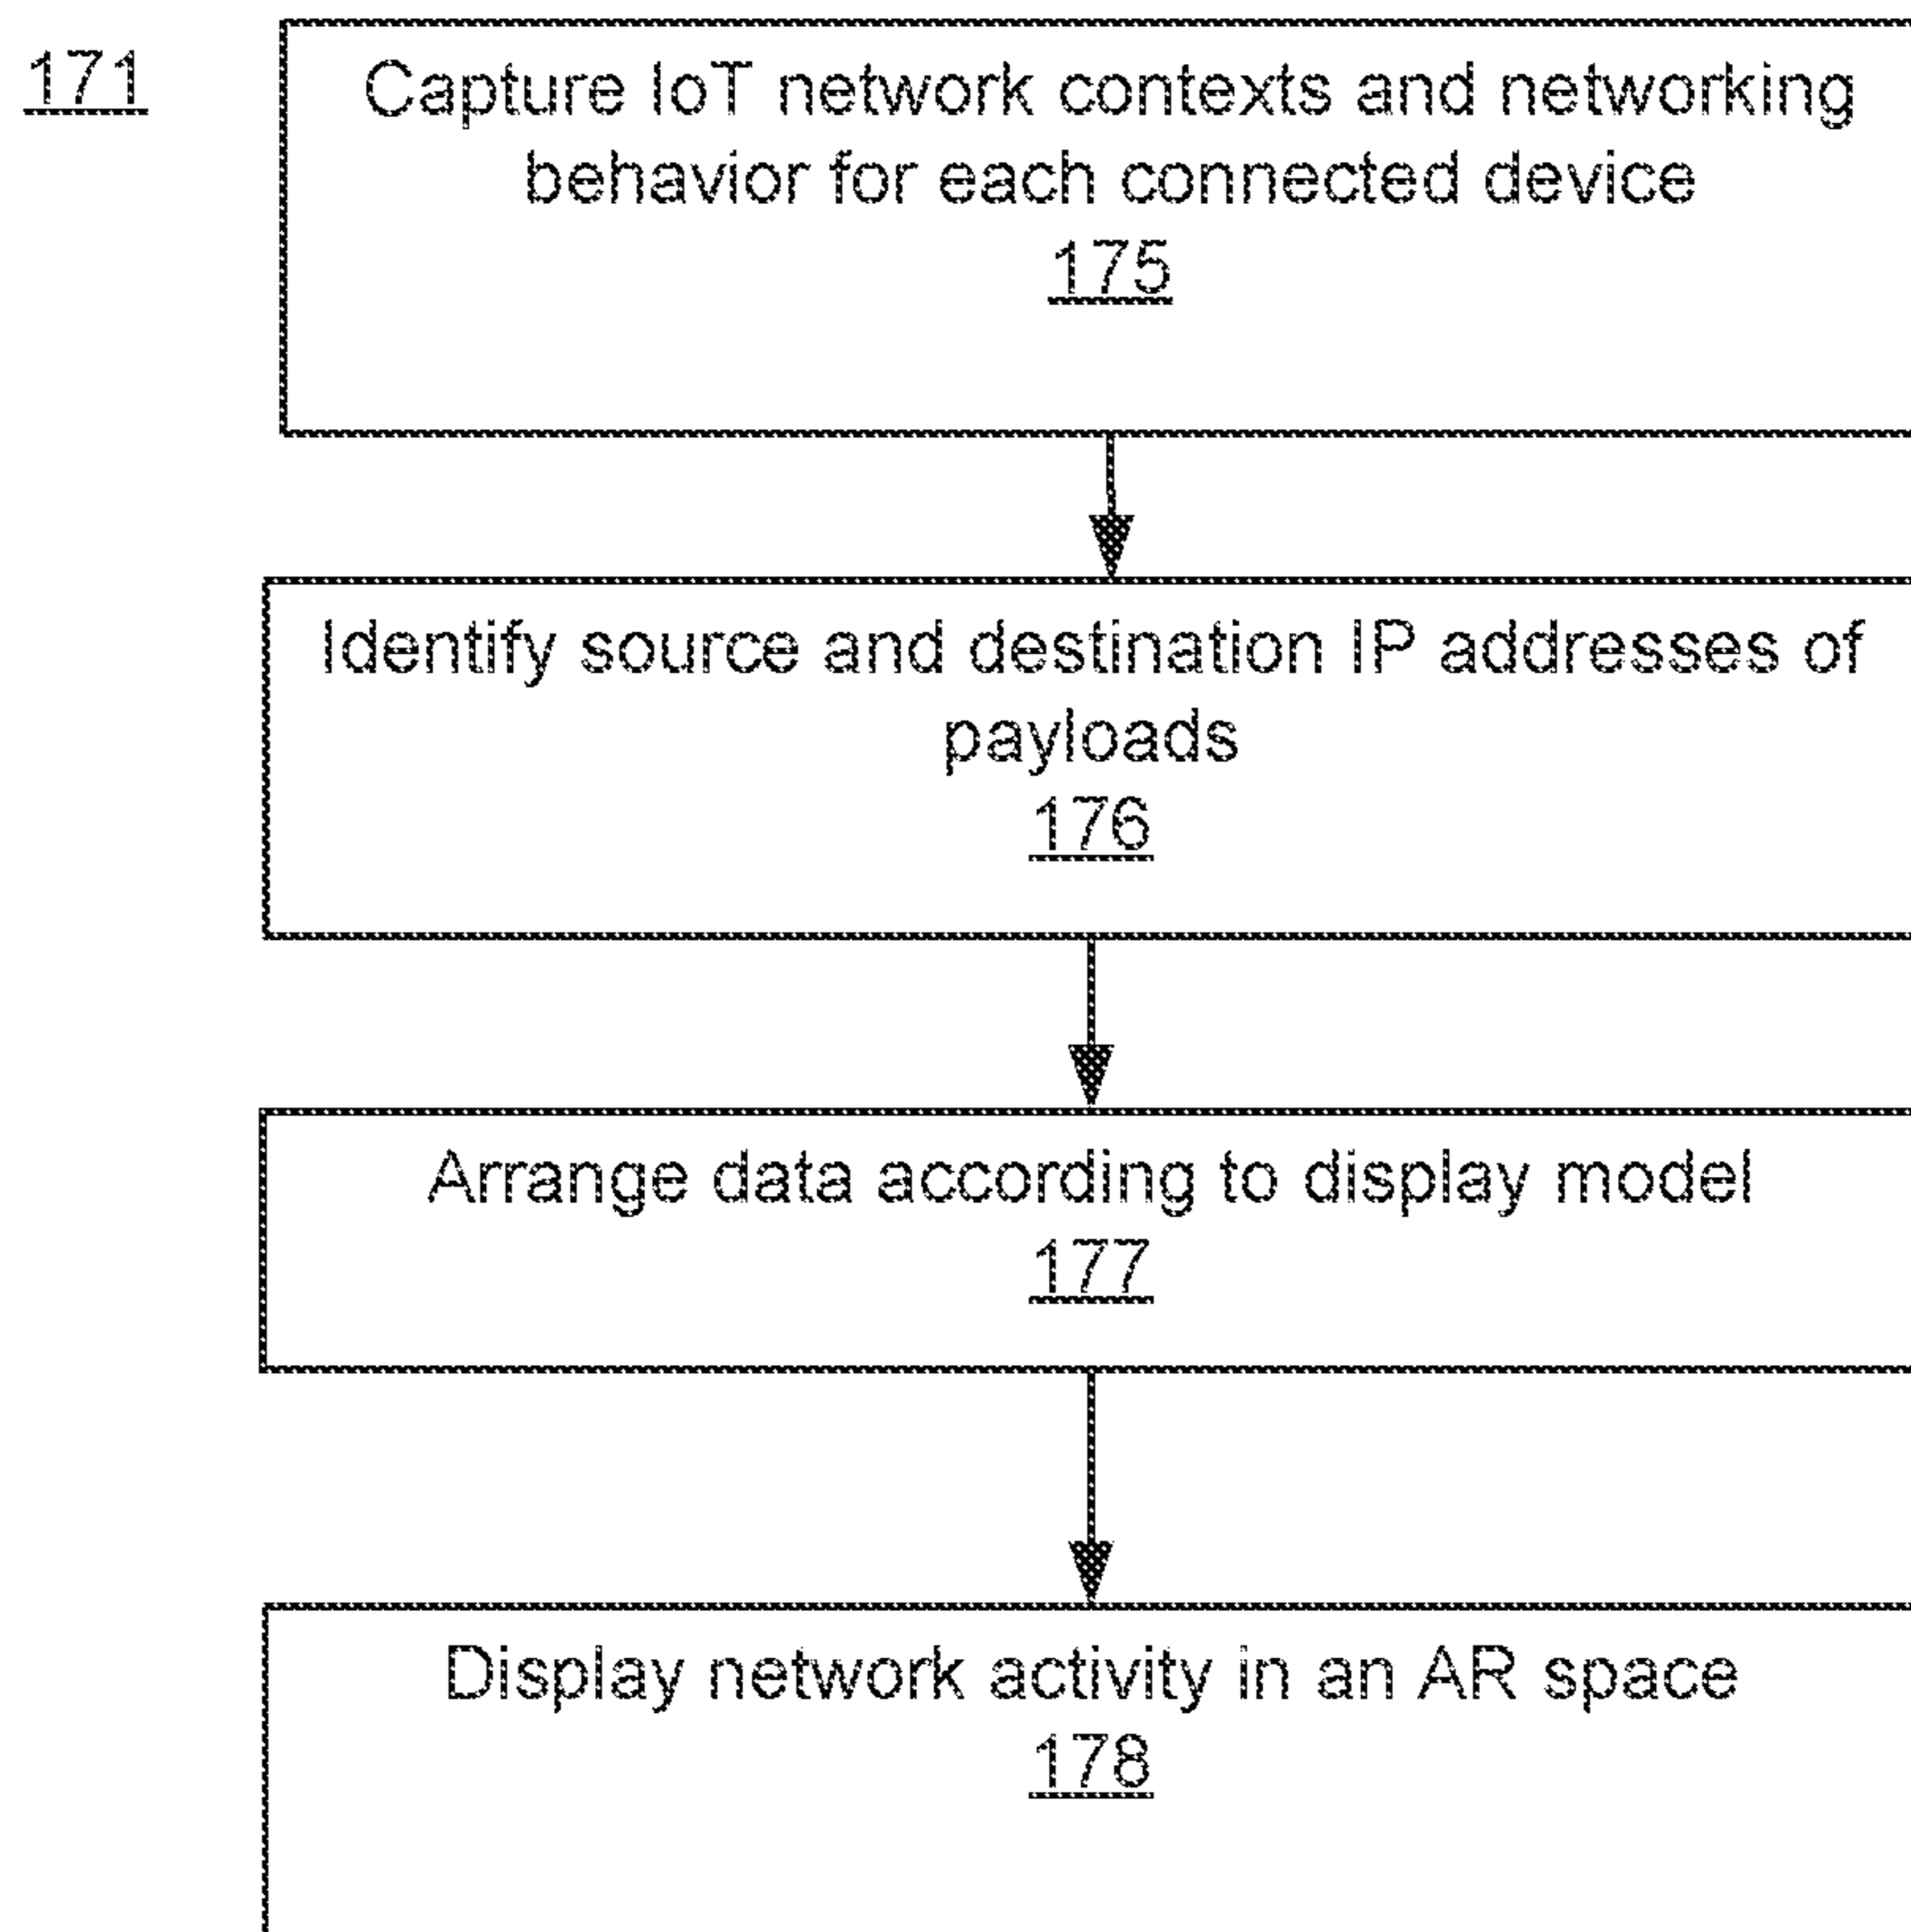 171
Capture IoT network contexts and networking
behavior for each connected device
175
Identify source and destination IP addresses of
payloads
176
Arrange data according to display model
177
Display network activity in an AR space
178